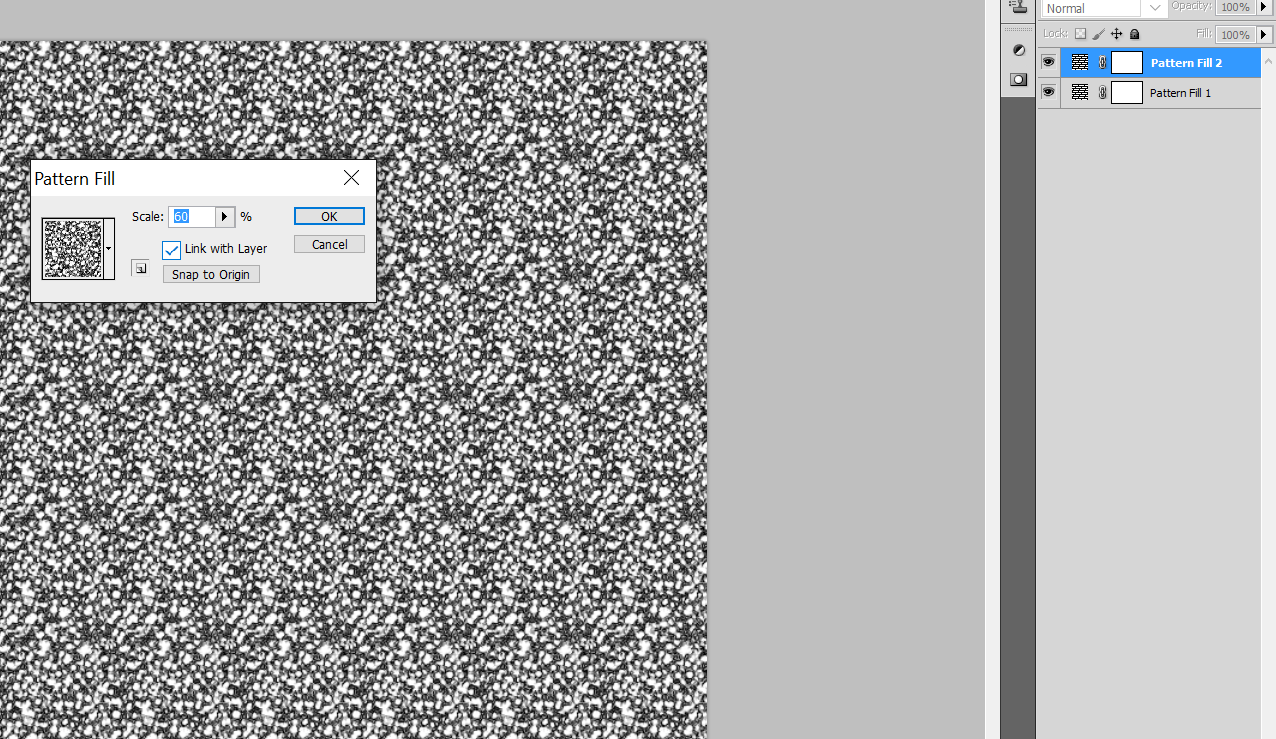 Normal Opacity: 100%
Lock: Fill: 100%
Pattern Fill 2
Pattern Fill 1
Pattern Fill
Scale: 60 % OK
Link with Layer Cancel
Snap to Origin